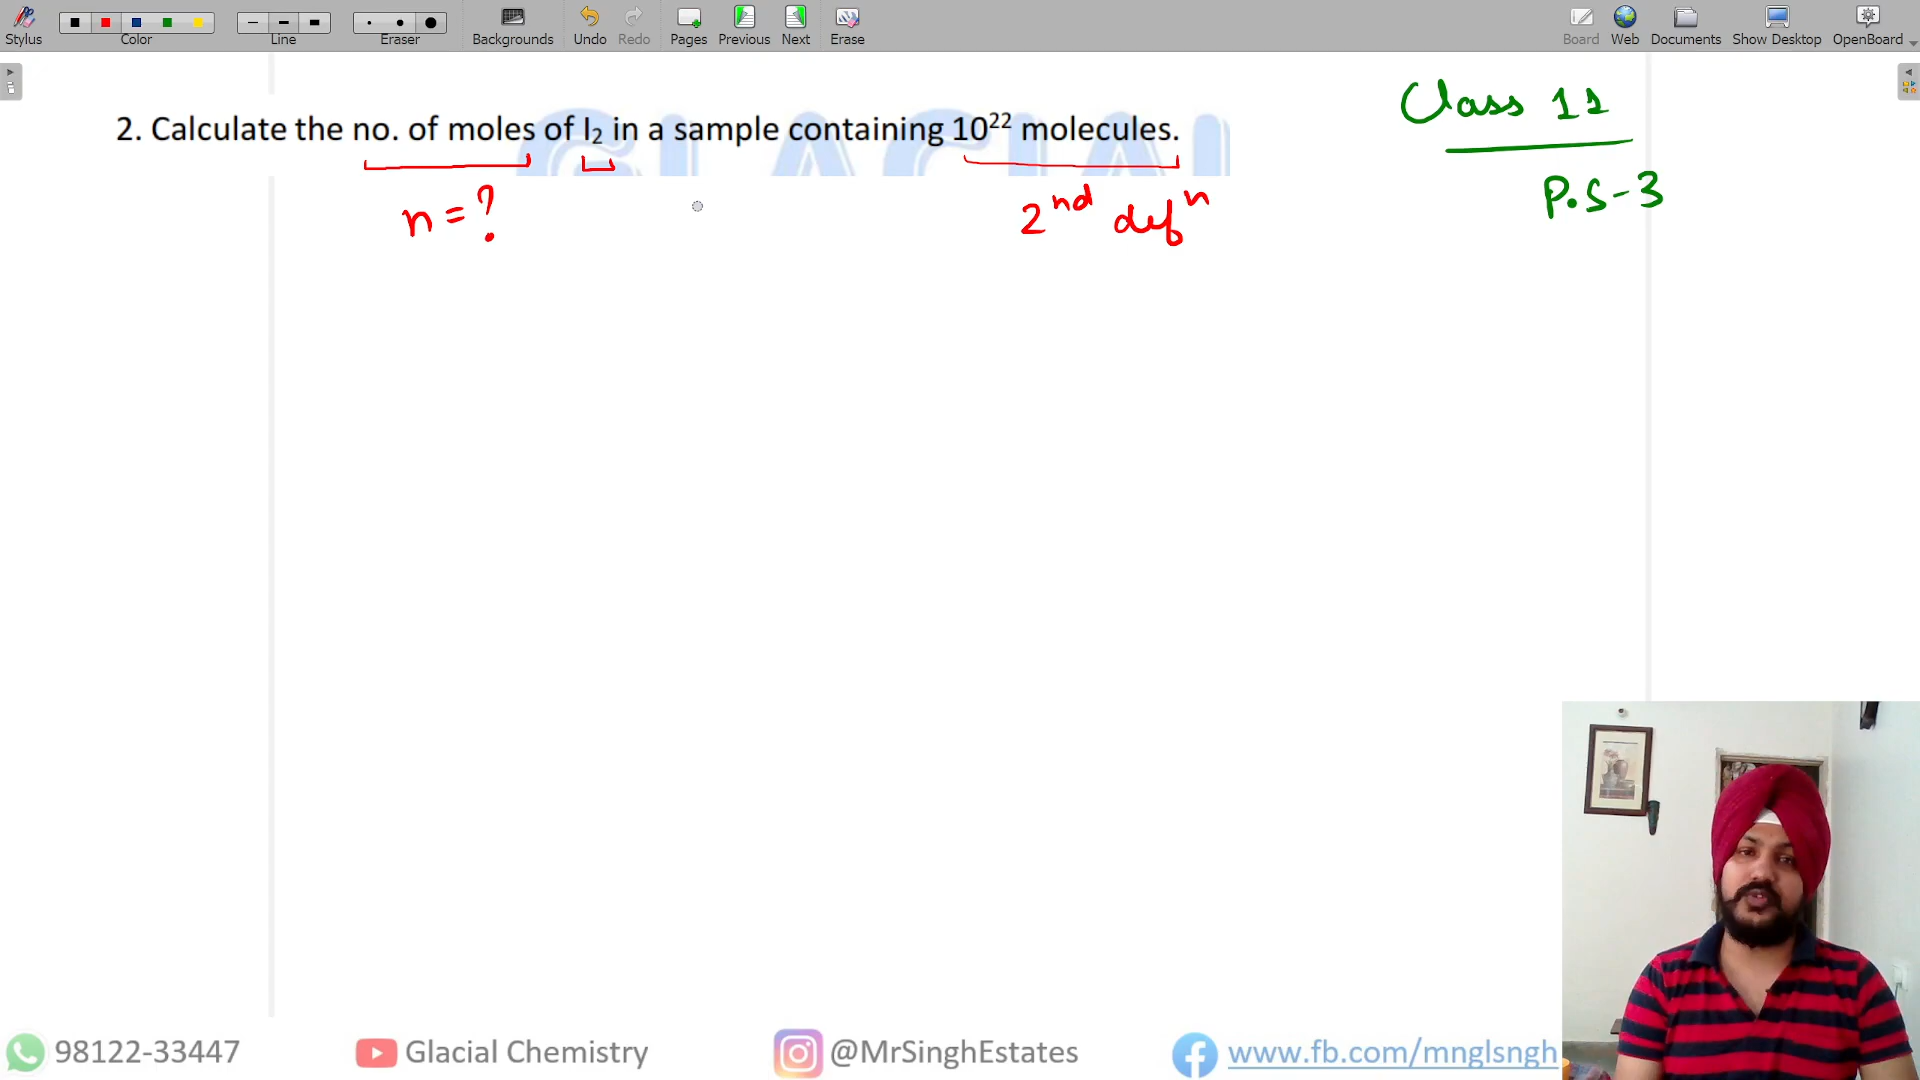 Stylus Color Line Eraser Backgrounds Undo Redo Pages Previous Next Erase Board Web Documents Show Desktop OpenBoard
Class 11
2. Calculate the no. of moles of I₂ in a sample containing 10²² molecules.
GLACIAL
P.S-3
n = ? 2ⁿᵈ defⁿ
98122-33447 Glacial Chemistry @MrSinghEstates www.fb.com/mnglsngh